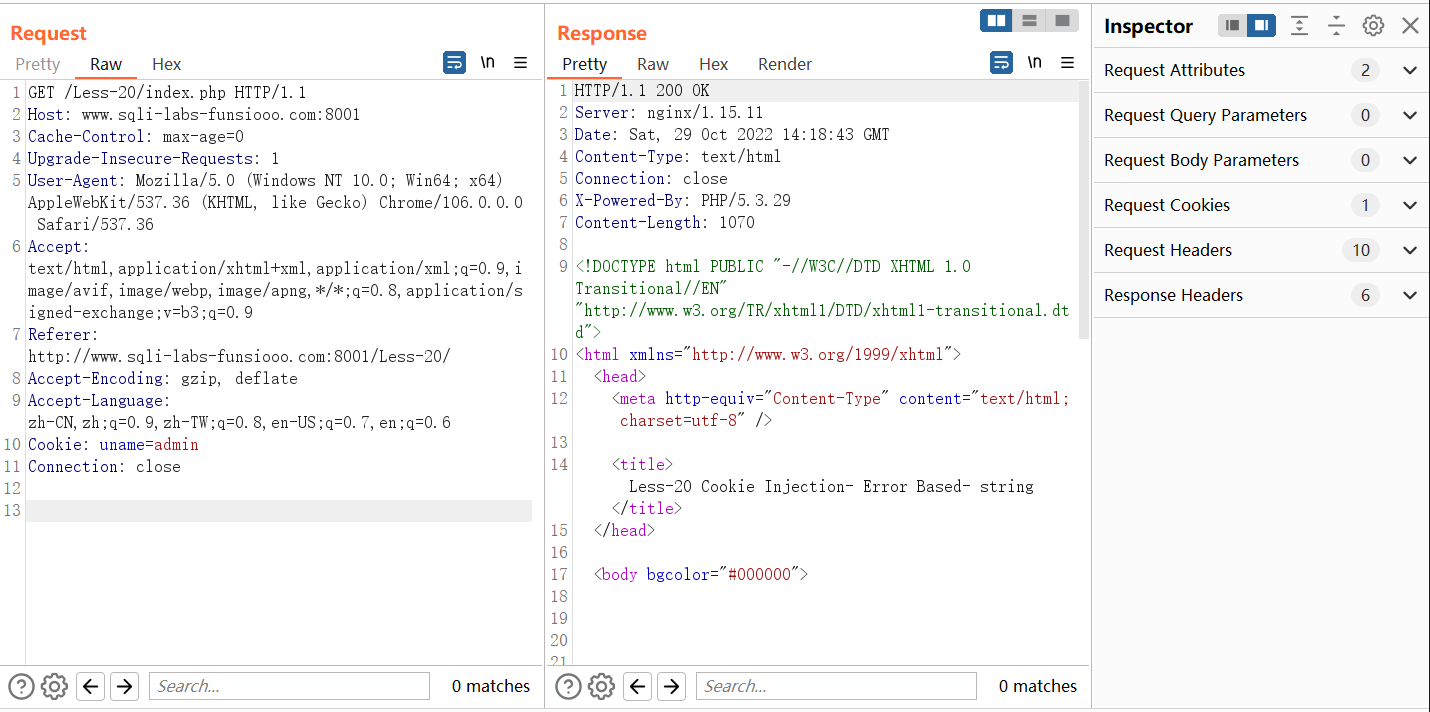 Request
Pretty Raw Hex \n
1 GET /Less-20/index.php HTTP/1.1
2 Host: www.sqli-labs-funsiooo.com:8001
3 Cache-Control: max-age=0
4 Upgrade-Insecure-Requests: 1
5 User-Agent: Mozilla/5.0 (Windows NT 10.0; Win64; x64)
AppleWebKit/537.36 (KHTML, like Gecko) Chrome/106.0.0.0
Safari/537.36
6 Accept:
text/html,application/xhtml+xml,application/xml;q=0.9,i
mage/avif,image/webp,image/apng,*/*;q=0.8,application/s
igned-exchange;v=b3;q=0.9
7 Referer:
http://www.sqli-labs-funsiooo.com:8001/Less-20/
8 Accept-Encoding: gzip, deflate
9 Accept-Language:
zh-CN,zh;q=0.9,zh-TW;q=0.8,en-US;q=0.7,en;q=0.6
10 Cookie: uname=admin
11 Connection: close
12
13
Search...
0 matches
Response
Pretty Raw Hex Render \n
1 HTTP/1.1 200 OK
2 Server: nginx/1.15.11
3 Date: Sat, 29 Oct 2022 14:18:43 GMT
4 Content-Type: text/html
5 Connection: close
6 X-Powered-By: PHP/5.3.29
7 Content-Length: 1070
8
9 <!DOCTYPE html PUBLIC "-//W3C//DTD XHTML 1.0
Transitional//EN"
"http://www.w3.org/TR/xhtml1/DTD/xhtml1-transitional.dt
d">
10 <html xmlns="http://www.w3.org/1999/xhtml">
11 <head>
12 <meta http-equiv="Content-Type" content="text/html;
charset=utf-8" />
13
14 <title>
Less-20 Cookie Injection- Error Based- string
</title>
15 </head>
16
17 <body bgcolor="#000000">
18
19
20
21
Search...
0 matches
Inspector
Request Attributes 2
Request Query Parameters 0
Request Body Parameters 0
Request Cookies 1
Request Headers 10
Response Headers 6